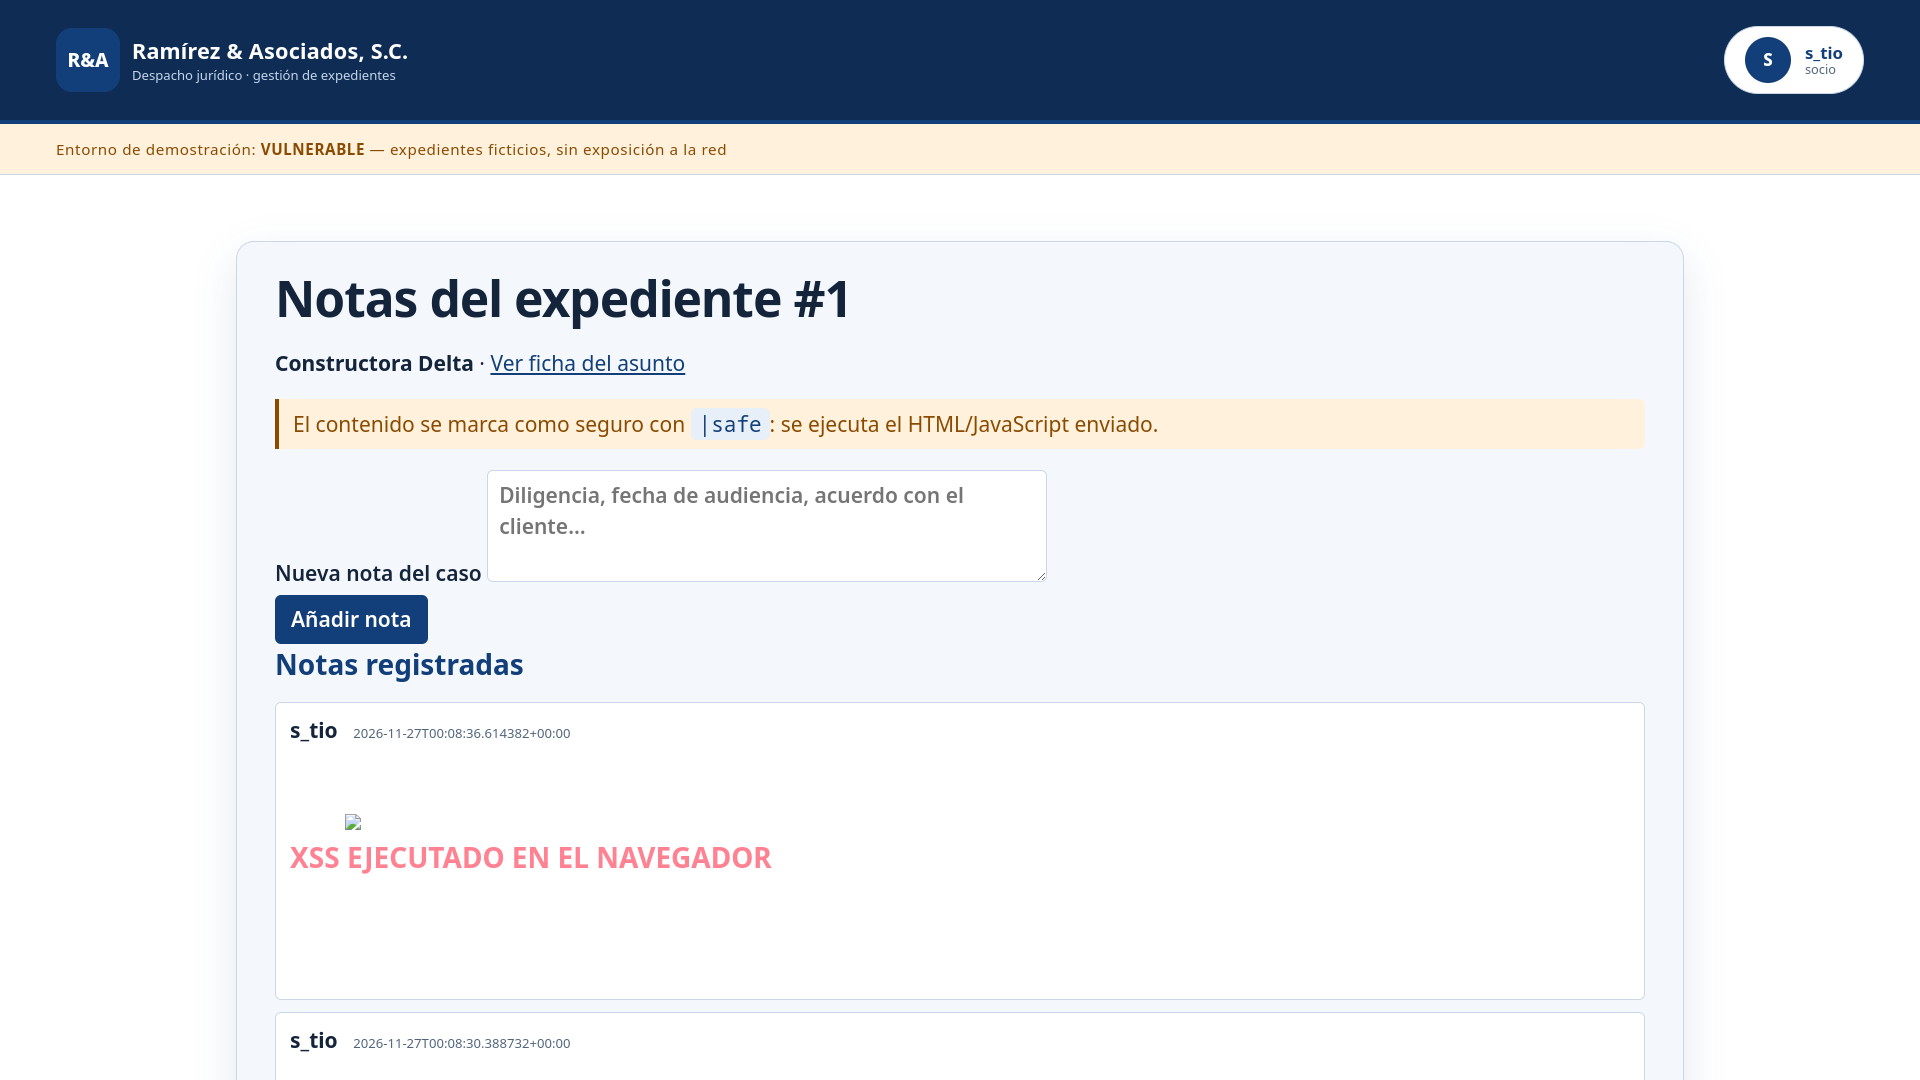 R&A
Ramírez & Asociados, S.C.
Despacho jurídico · gestión de expedientes
S
s_tio
socio
Entorno de demostración: VULNERABLE — expedientes ficticios, sin exposición a la red
Notas del expediente #1
Constructora Delta · Ver ficha del asunto
El contenido se marca como seguro con |safe: se ejecuta el HTML/JavaScript enviado.
Diligencia, fecha de audiencia, acuerdo con el
cliente...
Nueva nota del caso
Añadir nota
Notas registradas
s_tio 2026-11-27T00:08:36.614382+00:00
XSS EJECUTADO EN EL NAVEGADOR
s_tio 2026-11-27T00:08:30.388732+00:00